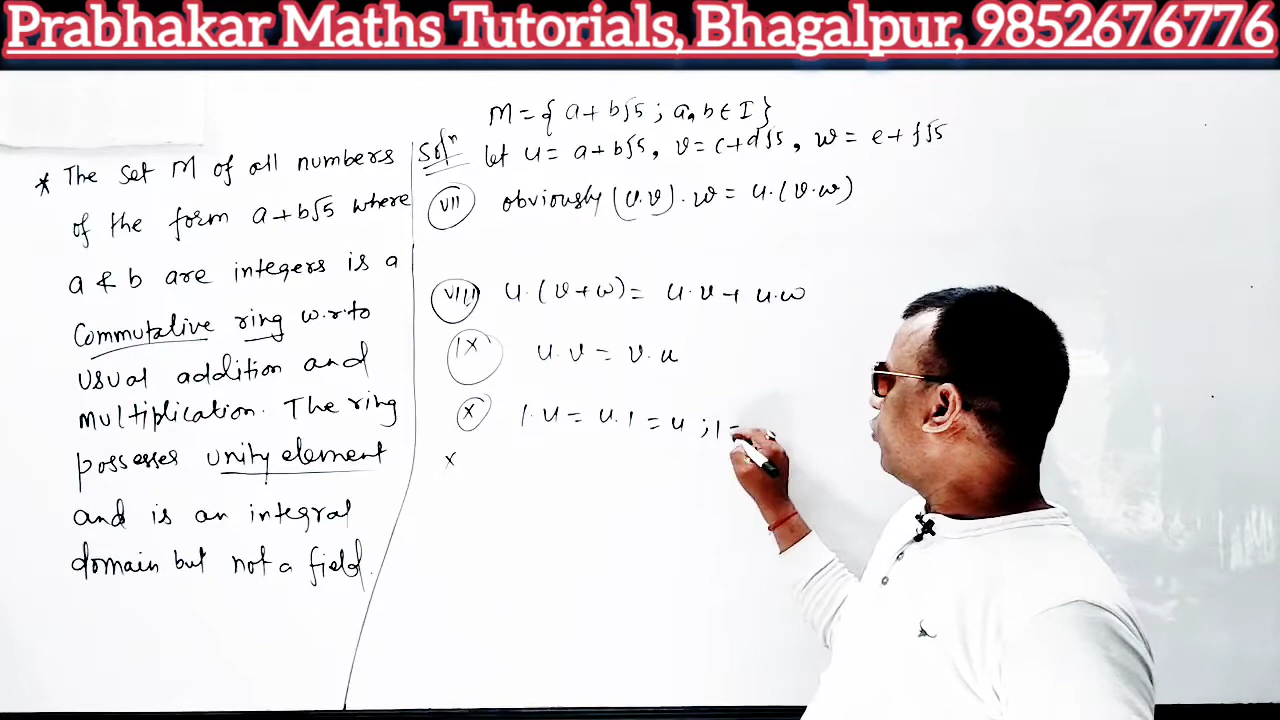 Prabhakar Maths Tutorials, Bhagalpur, 9852676776
M = { a + b√5 ; a, b ∈ I }
* The set M of all numbers
of the form a + b√5 where
a & b are integers is a
Commutative ring w.r.to
usual addition and
multiplication. The ring
possesses unity element
and is an integral
domain but not a field.
Solⁿ let u = a + b√5, v = c + d√5, w = e + f√5
VII obviously (u.v).w = u.(v.w)
VIII u.(v+w) = u.v + u.w
IX u.v = v.u
X 1.u = u.1 = u ; 1 =
x